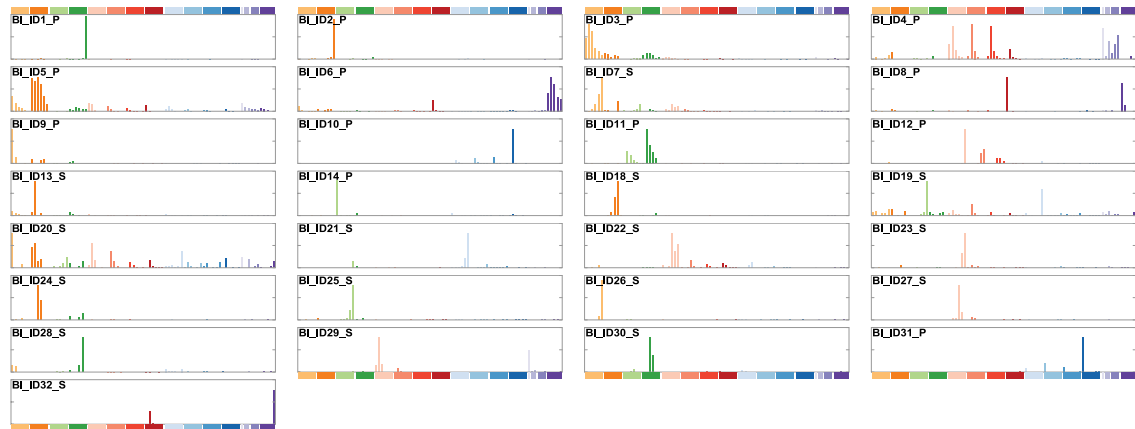 BI_ID1_P BI_ID2_P BI_ID3_P BI_ID4_P
BI_ID5_P BI_ID6_P BI_ID7_S BI_ID8_P
BI_ID9_P BI_ID10_P BI_ID11_P BI_ID12_P
BI_ID13_S BI_ID14_P BI_ID18_S BI_ID19_S
BI_ID20_S BI_ID21_S BI_ID22_S BI_ID23_S
BI_ID24_S BI_ID25_S BI_ID26_S BI_ID27_S
BI_ID28_S BI_ID29_S BI_ID30_S BI_ID31_P
BI_ID32_S